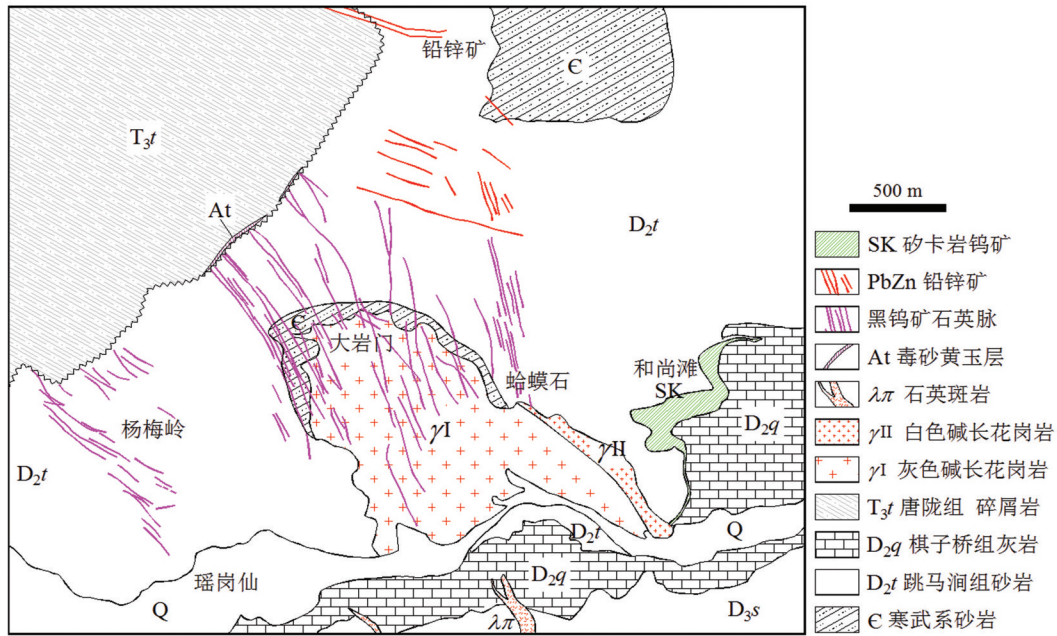 铅锌矿
Є
T₃t
At
D₂t
500 m
SK 矽卡岩钨矿
PbZn 铅锌矿
黑钨矿石英脉
At 毒砂黄玉层
λπ 石英斑岩
γII 白色碱长花岗岩
γI 灰色碱长花岗岩
T₃t 唐陇组 碎屑岩
D₂q 棋子桥组灰岩
D₂t 跳马涧组砂岩
Є 寒武系砂岩
Є
大岩门
和尚滩
SK
蛤蟆石
杨梅岭
γI
γII
D₂q
D₂t
D₂t
Q
瑶岗仙
D₂q
Q
λπ
D₃s